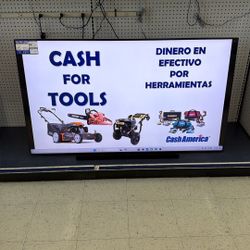 CASH
FOR
TOOLS
DINERO EN
EFECTIVO
POR
HERRAMIENTAS
CashAmerica